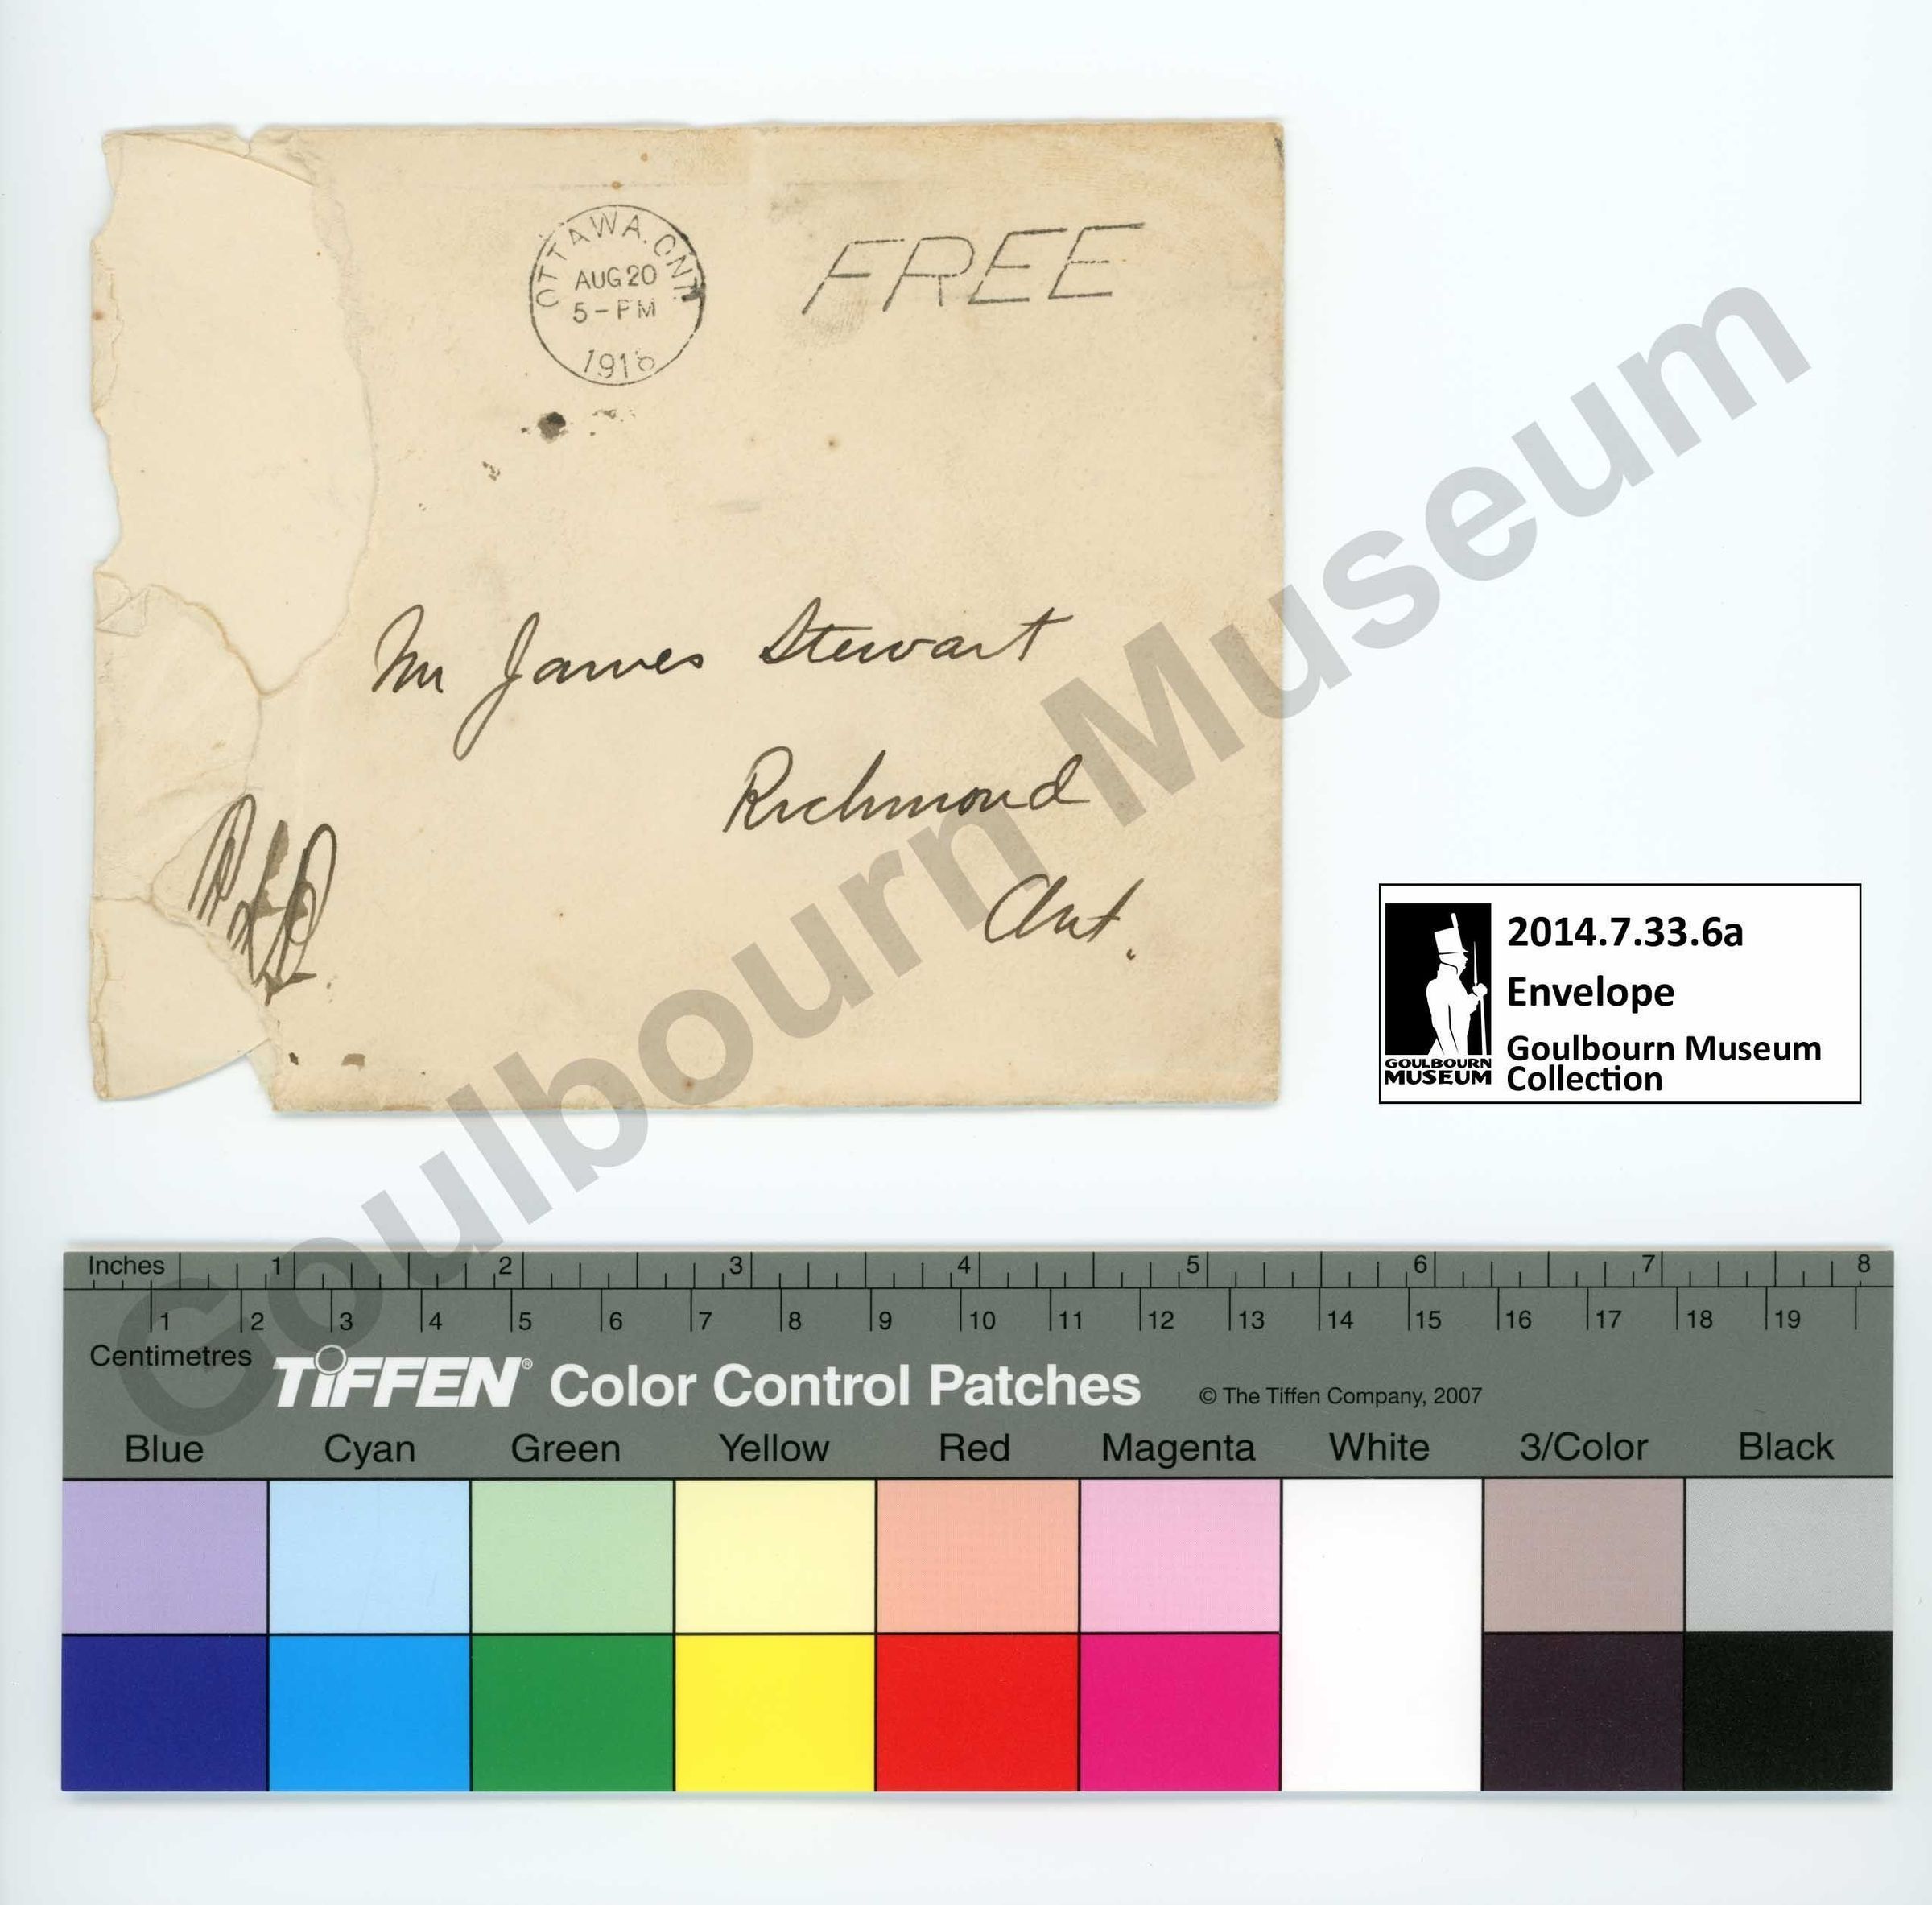 OTTAWA. ONT.
AUG 20
5-PM
1918
FREE
Mr James Stewart
Richmond
Ont.
Goulbourn Museum
2014.7.33.6a
Envelope
Goulbourn Museum
Collection
GOULBOURN
MUSEUM
Inches 1 2 3 4 5 6 7 8
1 2 3 4 5 6 7 8 9 10 11 12 13 14 15 16 17 18 19
Centimetres
TIFFEN® Color Control Patches © The Tiffen Company, 2007
Blue Cyan Green Yellow Red Magenta White 3/Color Black